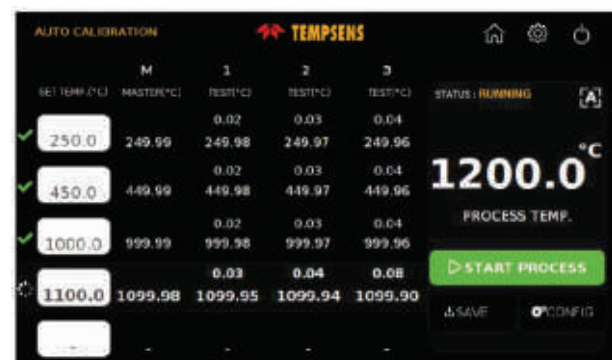 AUTO CALIBRATION
TEMPSENS
M 1 2 3
SET TEMP.(°C) MASTER(°C) TEST(°C) TEST(°C) TEST(°C)
STATUS : RUNNING
[A]
0.02 0.03 0.04
250.0 249.99 249.98 249.97 249.96
0.02 0.03 0.04
450.0 449.99 449.98 449.97 449.96
1200.0 °C
PROCESS TEMP.
0.02 0.03 0.04
1000.0 999.99 999.98 999.97 999.96
START PROCESS
0.03 0.04 0.08
1100.0 1099.98 1099.95 1099.94 1099.90
SAVE CONFIG
- - - - -